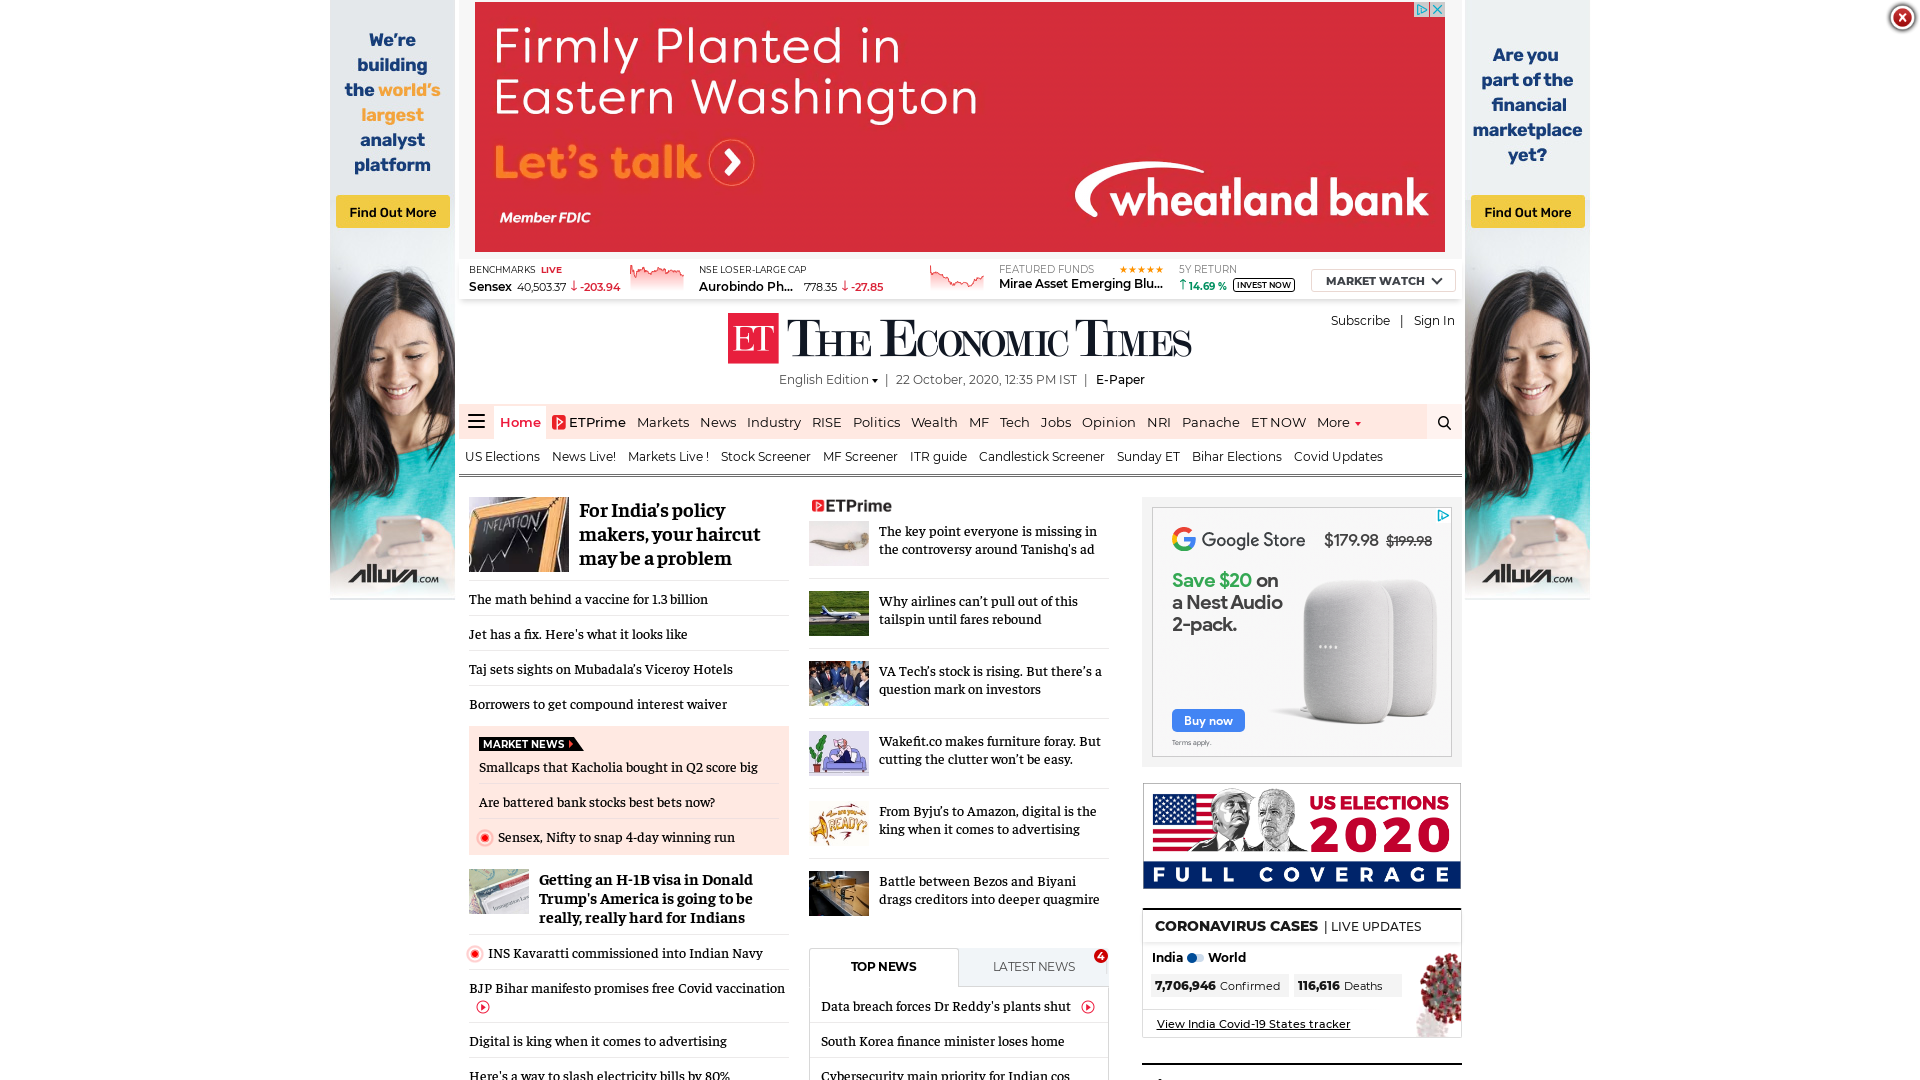 We're
building
the world's
largest
analyst
platform
Find Out More
Alluva.com
Firmly Planted in
Eastern Washington
Let's talk
Member FDIC
wheatland bank
Are you
part of the
financial
marketplace
yet?
Find Out More
Alluva.com
BENCHMARKS LIVE
Sensex 40,503.37 -203.94
NSE LOSER-LARGE CAP
Aurobindo Ph... 778.35 -27.85
FEATURED FUNDS ★★★★★
Mirae Asset Emerging Blu...
5Y RETURN
14.69 % INVEST NOW
MARKET WATCH
Subscribe | Sign In
ET THE ECONOMIC TIMES
English Edition | 22 October, 2020, 12:35 PM IST | E-Paper
Home ETPrime Markets News Industry RISE Politics Wealth MF Tech Jobs Opinion NRI Panache ET NOW More
US Elections News Live! Markets Live ! Stock Screener MF Screener ITR guide Candlestick Screener Sunday ET Bihar Elections Covid Updates
INFLATION
For India's policy
makers, your haircut
may be a problem
The math behind a vaccine for 1.3 billion
Jet has a fix. Here's what it looks like
Taj sets sights on Mubadala's Viceroy Hotels
Borrowers to get compound interest waiver
MARKET NEWS
Smallcaps that Kacholia bought in Q2 score big
Are battered bank stocks best bets now?
Sensex, Nifty to snap 4-day winning run
Getting an H-1B visa in Donald
Trump's America is going to be
really, really hard for Indians
INS Kavaratti commissioned into Indian Navy
BJP Bihar manifesto promises free Covid vaccination
Digital is king when it comes to advertising
Here's a way to slash electricity bills by 80%
ETPrime
The key point everyone is missing in
the controversy around Tanishq's ad
Why airlines can't pull out of this
tailspin until fares rebound
VA Tech's stock is rising. But there's a
question mark on investors
Wakefit.co makes furniture foray. But
cutting the clutter won't be easy.
From Byju's to Amazon, digital is the
king when it comes to advertising
Battle between Bezos and Biyani
drags creditors into deeper quagmire
TOP NEWS
LATEST NEWS 4
Data breach forces Dr Reddy's plants shut
South Korea finance minister loses home
Cybersecurity main priority for Indian cos
Google Store $179.98 $199.98
Save $20 on
a Nest Audio
2-pack.
Buy now
Terms apply.
US ELECTIONS
2020
FULL COVERAGE
CORONAVIRUS CASES | LIVE UPDATES
India World
7,706,946 Confirmed 116,616 Deaths
View India Covid-19 States tracker